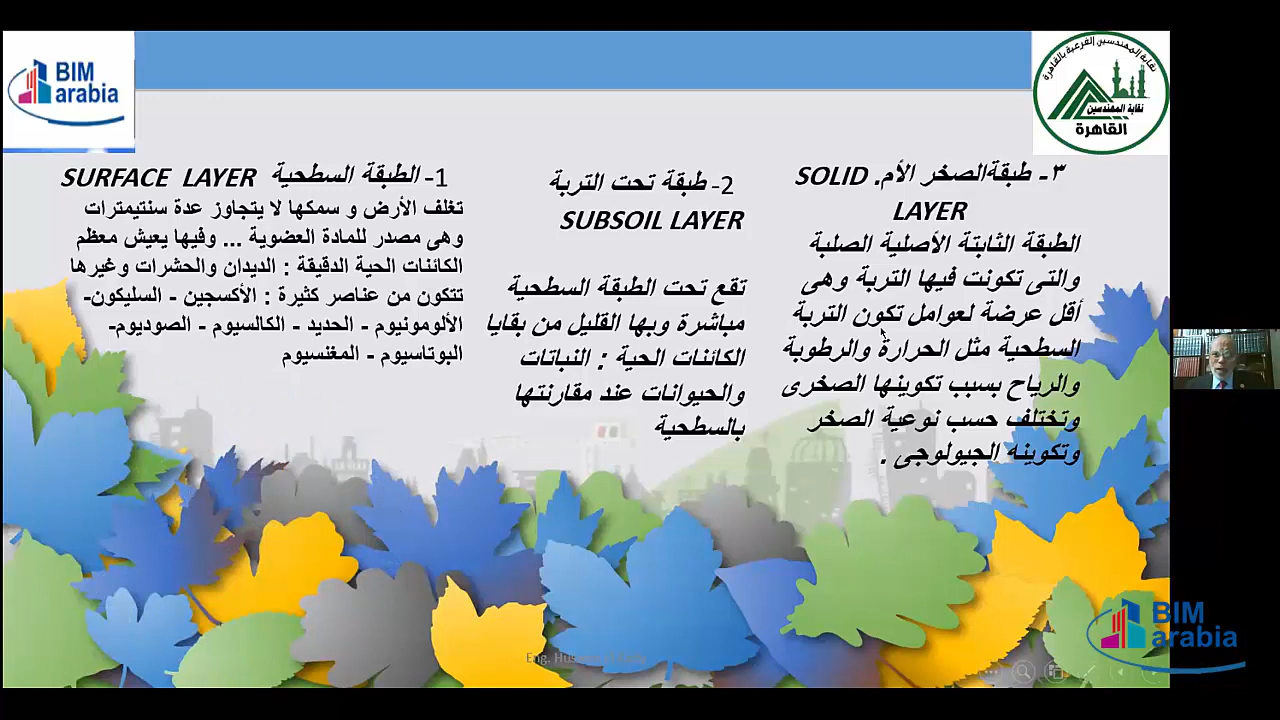 BIM
arabia
نقابة المهندسين الفرعية بالقاهرة
نقابة المهندسين
القاهرة
1- الطبقة السطحية SURFACE LAYER
تغلف الأرض و سمكها لا يتجاوز عدة سنتيمترات
وهى مصدر للمادة العضوية ... وفيها يعيش معظم
الكائنات الحية الدقيقة : الديدان والحشرات وغيرها
تتكون من عناصر كثيرة : الأكسجين - السليكون-
الألومونيوم - الحديد - الكالسيوم - الصوديوم-
البوتاسيوم - المغنسيوم
2- طبقة تحت التربة
SUBSOIL LAYER
تقع تحت الطبقة السطحية
مباشرة وبها القليل من بقايا
الكائنات الحية : النباتات
والحيوانات عند مقارنتها
بالسطحية
٣- طبقةالصخر الأم. SOLID
LAYER
الطبقة الثابتة الأصلية الصلبة
والتى تكونت فيها التربة وهى
أقل عرضة لعوامل تكون التربة
السطحية مثل الحرارة والرطوبة
والرياح بسبب تكوينها الصخرى
وتختلف حسب نوعية الصخر
وتكوينه الجيولوجى .
Eng.
BIM
arabia